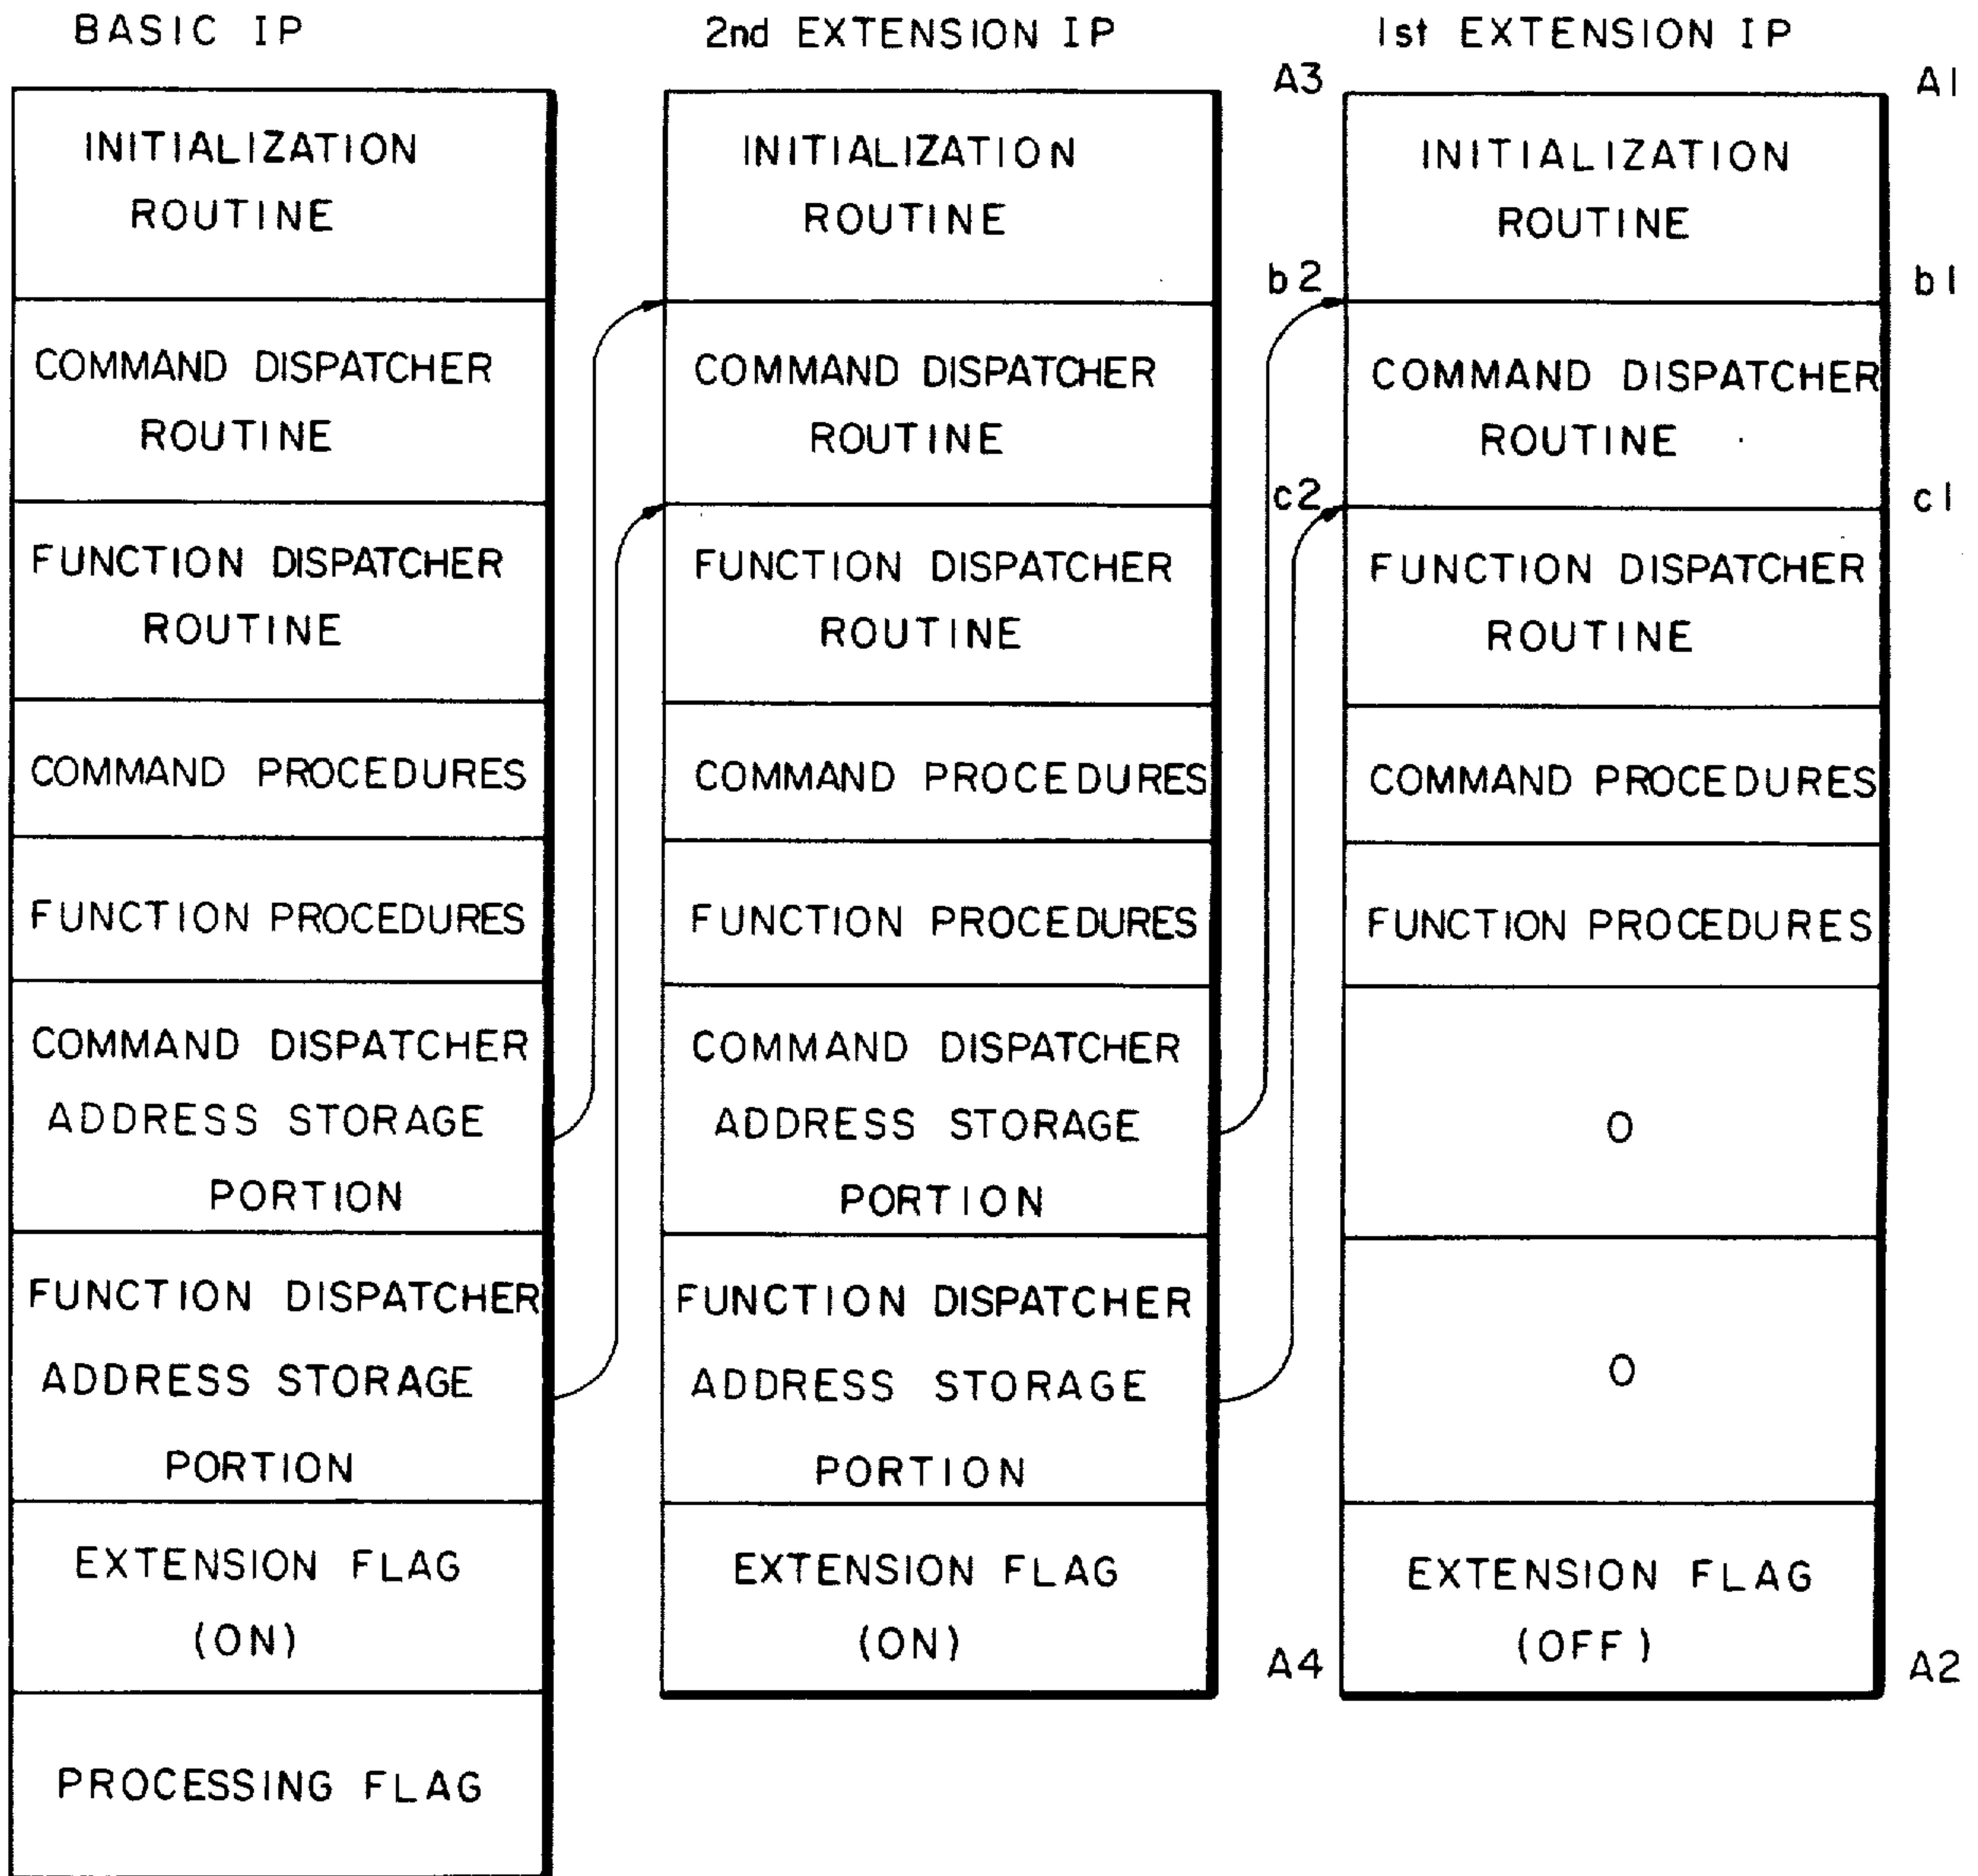 BASIC IP
INITIALIZATION
ROUTINE
COMMAND DISPATCHER
ROUTINE
FUNCTION DISPATCHER
ROUTINE
COMMAND PROCEDURES
FUNCTION PROCEDURES
COMMAND DISPATCHER
ADDRESS STORAGE
PORTION
FUNCTION DISPATCHER
ADDRESS STORAGE
PORTION
EXTENSION FLAG
(ON)
PROCESSING FLAG
2nd EXTENSION IP
A3
INITIALIZATION
ROUTINE
b2
COMMAND DISPATCHER
ROUTINE
c2
FUNCTION DISPATCHER
ROUTINE
COMMAND PROCEDURES
FUNCTION PROCEDURES
COMMAND DISPATCHER
ADDRESS STORAGE
PORTION
FUNCTION DISPATCHER
ADDRESS STORAGE
PORTION
EXTENSION FLAG
(ON)
A4
1st EXTENSION IP
A1
INITIALIZATION
ROUTINE
b1
COMMAND DISPATCHER
ROUTINE
c1
FUNCTION DISPATCHER
ROUTINE
COMMAND PROCEDURES
FUNCTION PROCEDURES
0
0
EXTENSION FLAG
(OFF)
A2